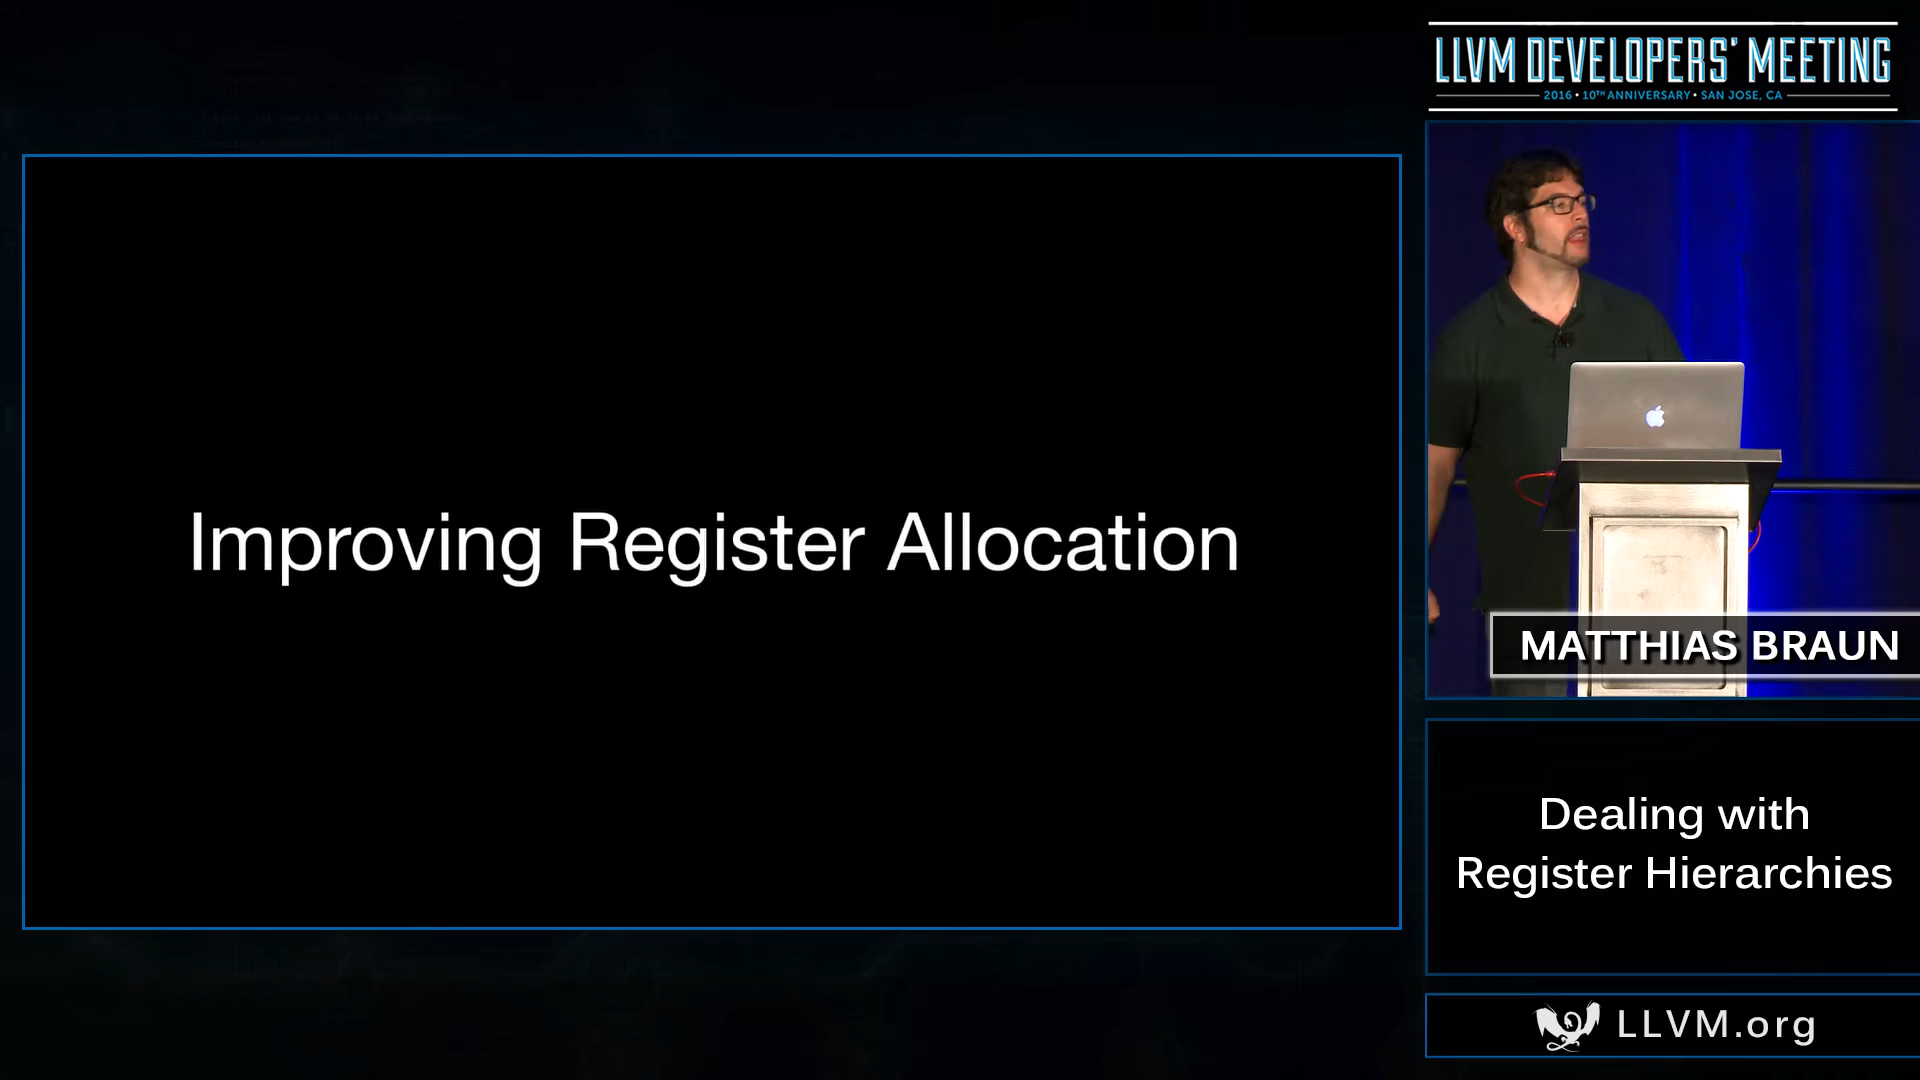 LLVM DEVELOPERS' MEETING
2016 • 10TH ANNIVERSARY • SAN JOSE, CA
Improving Register Allocation
MATTHIAS BRAUN
Dealing with
Register Hierarchies
LLVM.org